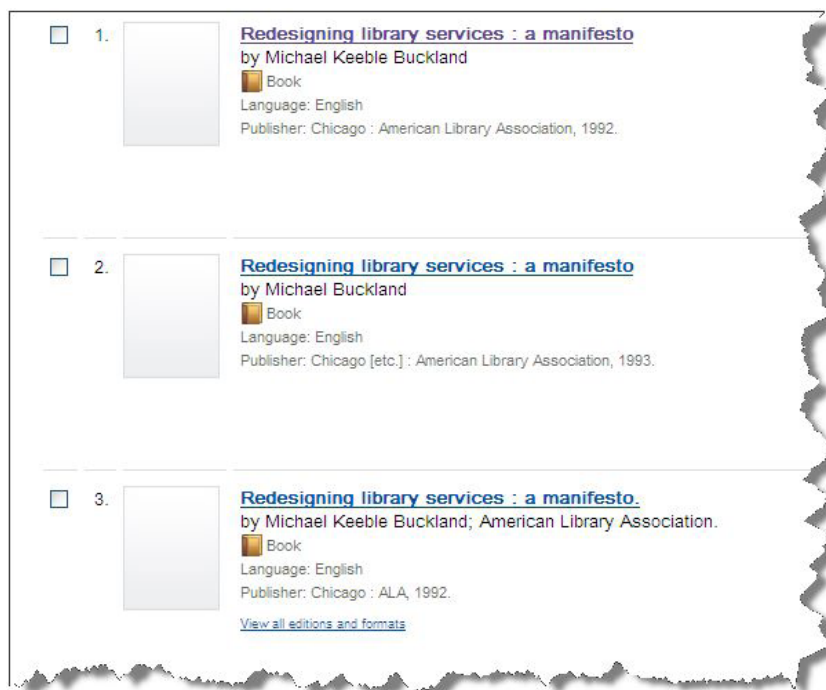 1. Redesigning library services : a manifesto
by Michael Keeble Buckland
Book
Language: English
Publisher: Chicago : American Library Association, 1992.
2. Redesigning library services : a manifesto
by Michael Buckland
Book
Language: English
Publisher: Chicago [etc.] : American Library Association, 1993.
3. Redesigning library services : a manifesto.
by Michael Keeble Buckland; American Library Association.
Book
Language: English
Publisher: Chicago : ALA, 1992.
View all editions and formats